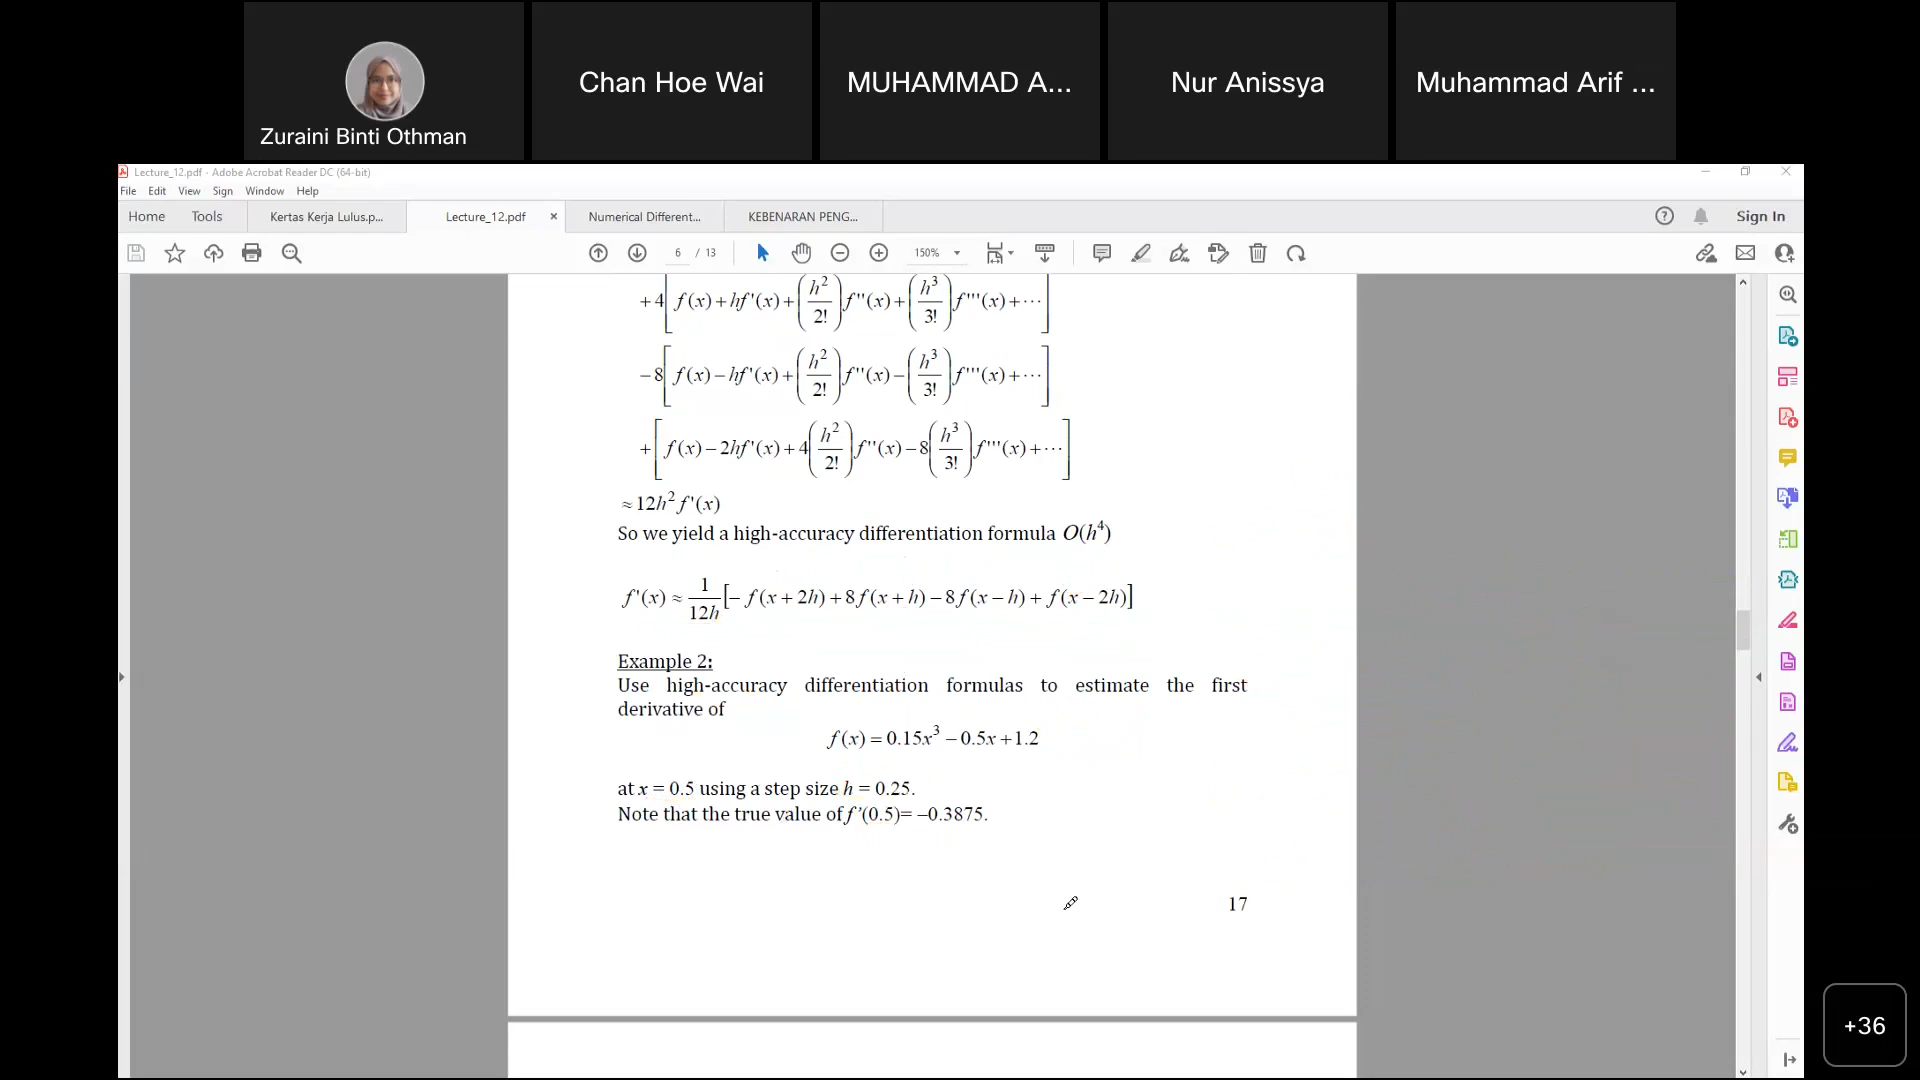 Zuraini Binti Othman
Chan Hoe Wai
MUHAMMAD A...
Nur Anissya
Muhammad Arif ...
Lecture_12.pdf - Adobe Acrobat Reader DC (64-bit)
File Edit View Sign Window Help
Home Tools Kertas Kerja Lulus.p... Lecture_12.pdf × Numerical Different... KEBENARAN PENG... Sign In
6 / 13 150%
+4[f(x)+hf'(x)+(h²/2!)f''(x)+(h³/3!)f'''(x)+⋯]
−8[f(x)−hf'(x)+(h²/2!)f''(x)−(h³/3!)f'''(x)+⋯]
+[f(x)−2hf'(x)+4(h²/2!)f''(x)−8(h³/3!)f'''(x)+⋯]
≈12h² f'(x)
So we yield a high-accuracy differentiation formula O(h⁴)
f'(x) ≈ 1/12h [− f(x+2h)+8f(x+h)−8f(x−h)+f(x−2h)]
Example 2:
Use high-accuracy differentiation formulas to estimate the first
derivative of
f(x) = 0.15x³ −0.5x+1.2
at x = 0.5 using a step size h = 0.25.
Note that the true value of f'(0.5)= −0.3875.
17
+36